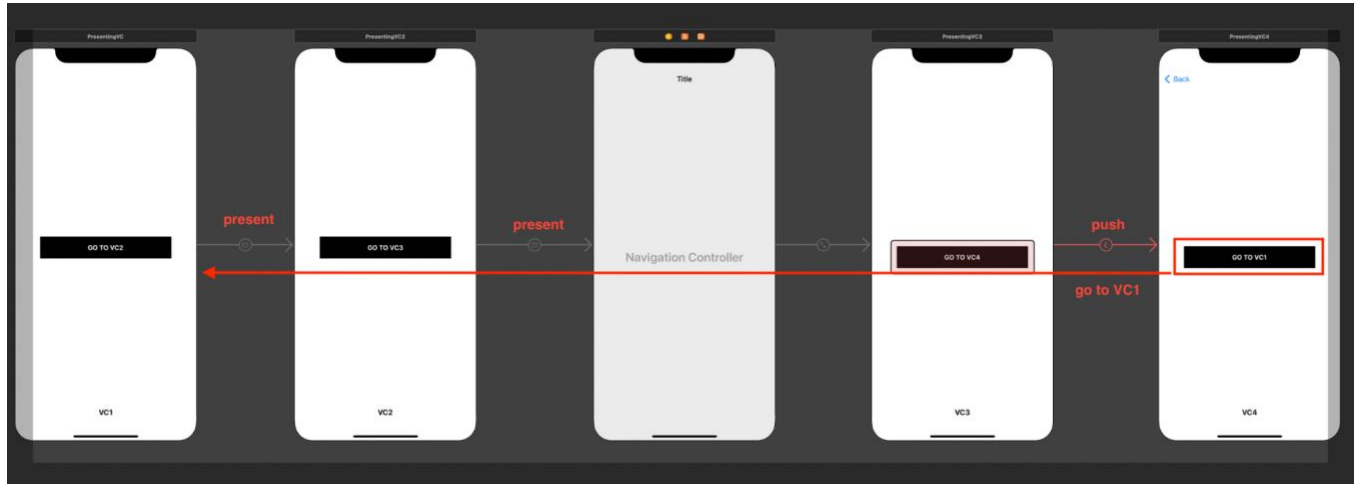 PresentingVC
PresentingVC2
PresentingVC3
PresentingVC4
Title
Back
present
present
push
GO TO VC2
GO TO VC3
Navigation Controller
GO TO VC4
GO TO VC1
go to VC1
VC1
VC2
VC3
VC4